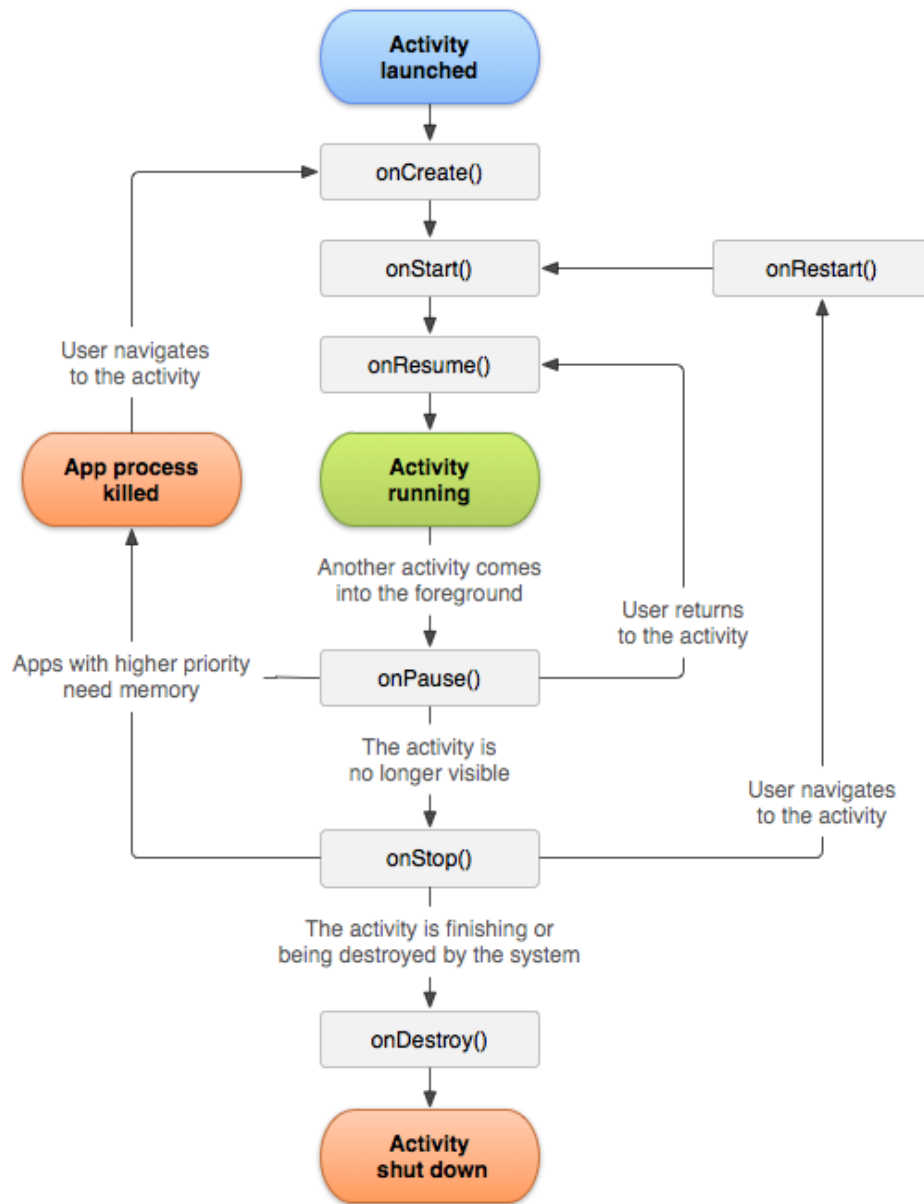 Activity
launched
onCreate()
onStart()
onRestart()
User navigates
to the activity
onResume()
App process
killed
Activity
running
Another activity comes
into the foreground
User returns
to the activity
Apps with higher priority
need memory
onPause()
The activity is
no longer visible
User navigates
to the activity
onStop()
The activity is finishing or
being destroyed by the system
onDestroy()
Activity
shut down